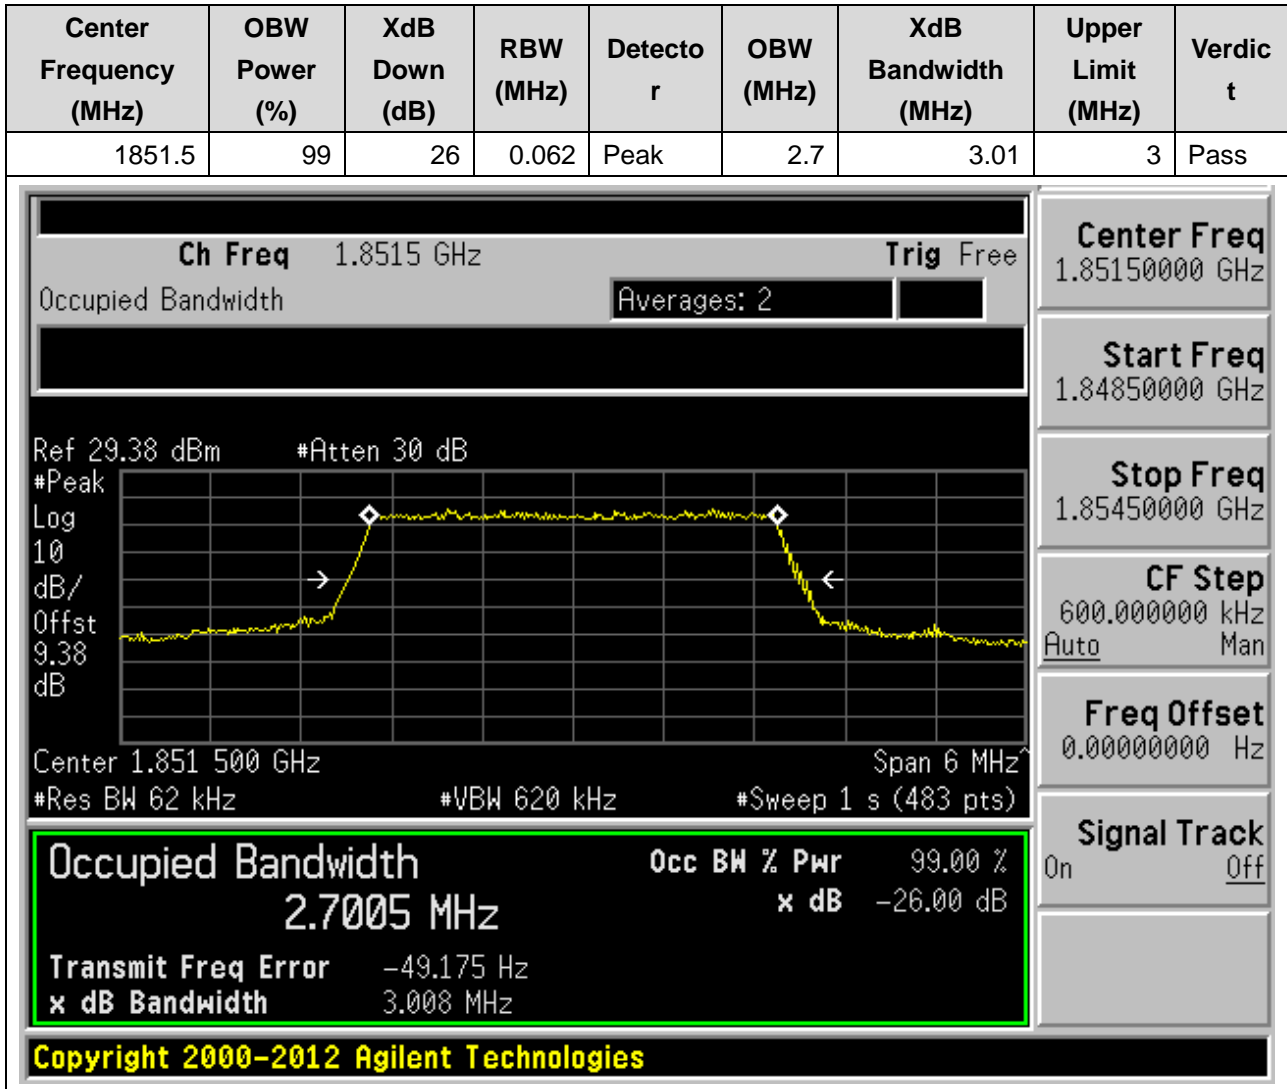 Center Frequency (MHz) OBW Power (%) XdB Down (dB) RBW (MHz) Detecto r OBW (MHz) XdB Bandwidth (MHz) Upper Limit (MHz) Verdic t
1851.5 99 26 0.062 Peak 2.7 3.01 3 Pass
Ch Freq 1.8515 GHz Trig Free
Occupied Bandwidth Averages: 2
Ref 29.38 dBm #Atten 30 dB
#Peak
Log
10
dB/
Offst
9.38
dB
Center 1.851 500 GHz Span 6 MHz^
#Res BW 62 kHz #VBW 620 kHz #Sweep 1 s (483 pts)
Occupied Bandwidth Occ BW % Pwr 99.00 %
2.7005 MHz x dB -26.00 dB
Transmit Freq Error -49.175 Hz
x dB Bandwidth 3.008 MHz
Copyright 2000-2012 Agilent Technologies
Center Freq
1.85150000 GHz
Start Freq
1.84850000 GHz
Stop Freq
1.85450000 GHz
CF Step
600.000000 kHz
Auto Man
Freq Offset
0.00000000 Hz
Signal Track
On Off